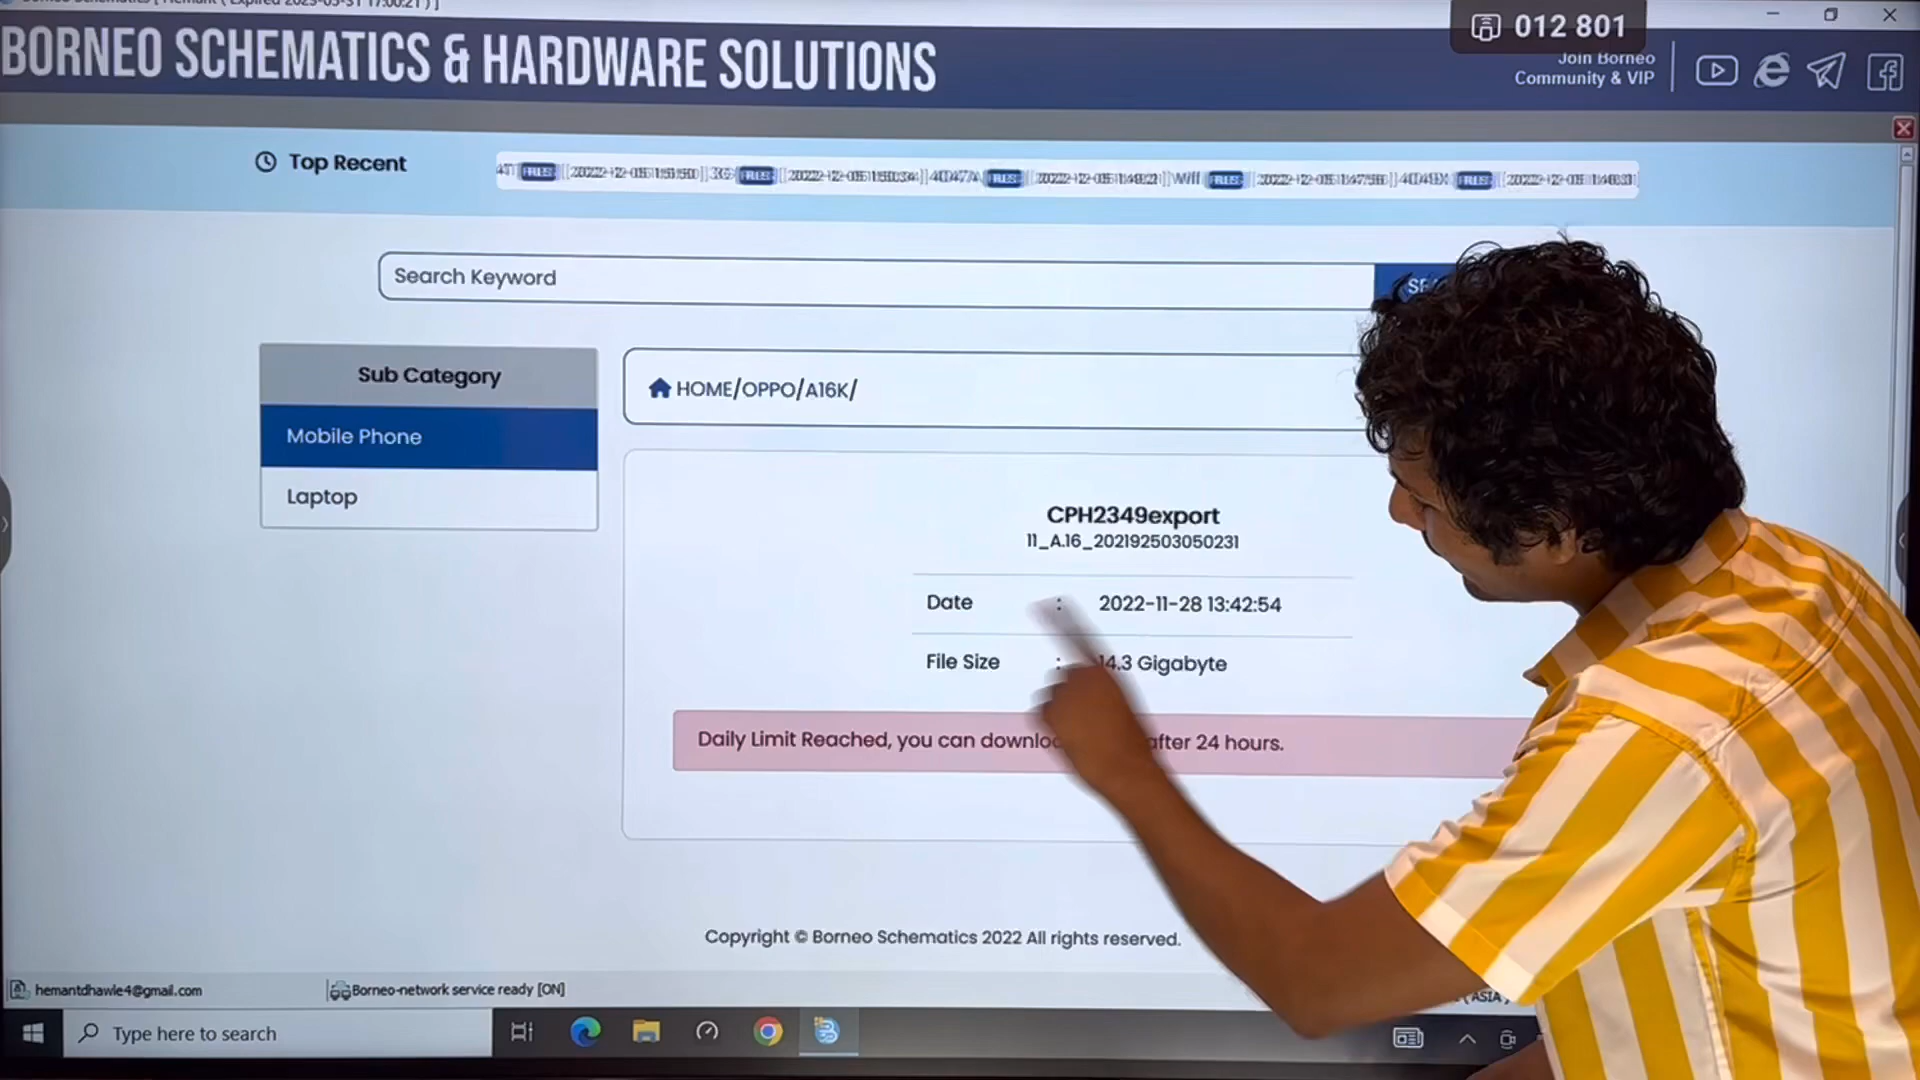 012 801
BORNEO SCHEMATICS & HARDWARE SOLUTIONS
Join Borneo
Community & VIP
Top Recent
Search Keyword
Sub Category
Mobile Phone
Laptop
HOME/OPPO/A16K/
CPH2349export
11_A.16_202192503050231
Date : 2022-11-28 13:42:54
File Size : 14.3 Gigabyte
Daily Limit Reached, you can after 24 hours.
Copyright © Borneo Schematics 2022 All rights reserved.
hemantdhawle4@gmail.com
Borneo-network service ready [ON]
(ASIA)
Type here to search